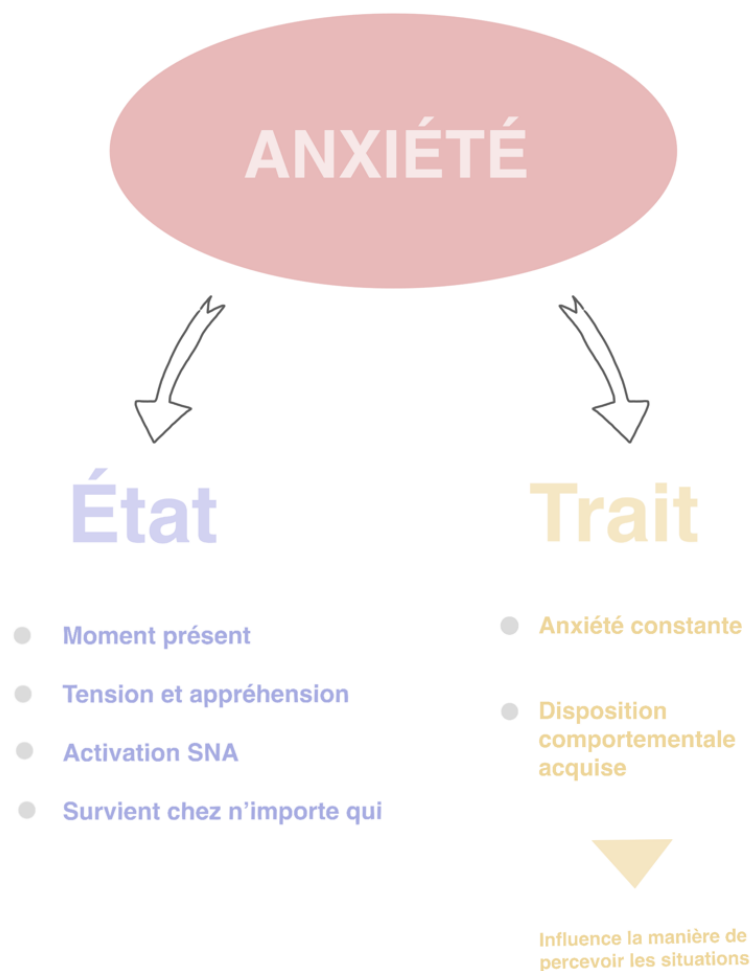 ANXIÉTÉ
État
Moment présent
Tension et appréhension
Activation SNA
Survient chez n'importe qui
Trait
Anxiété constante
Disposition
comportementale
acquise
Influence la manière de
percevoir les situations